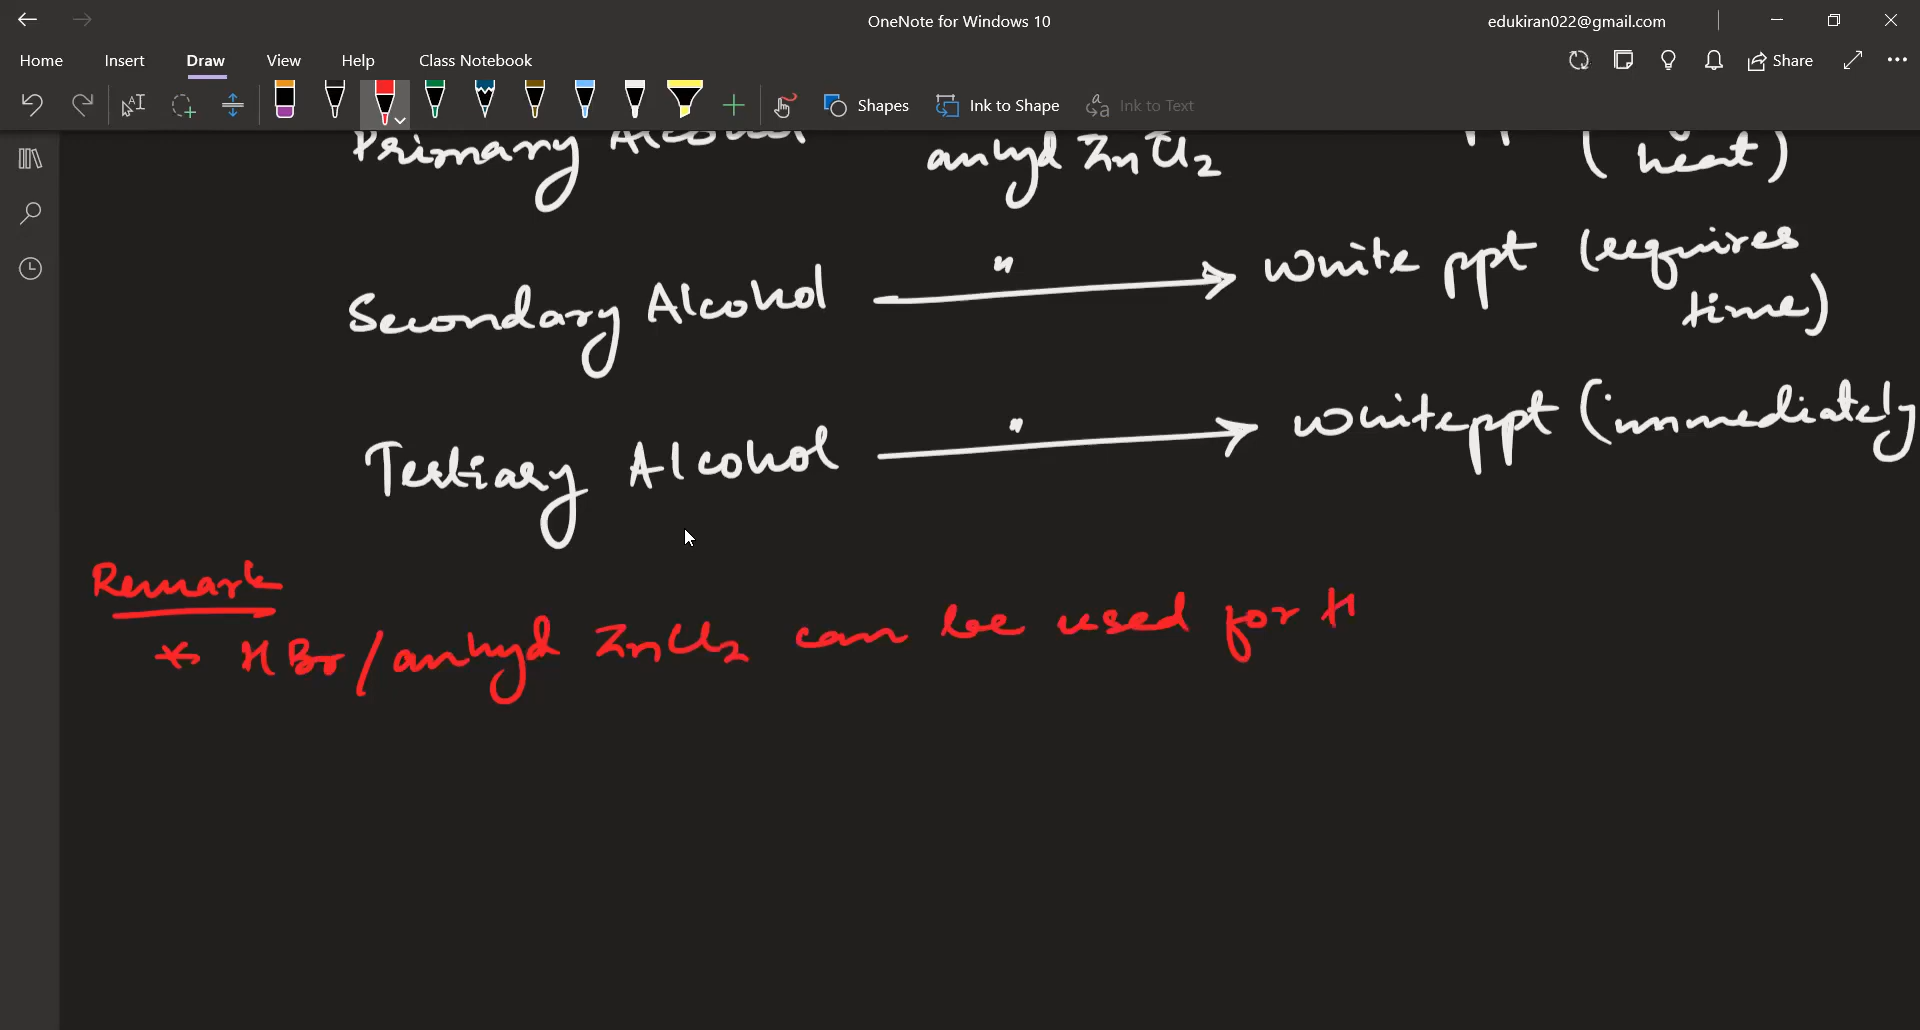 OneNote for Windows 10
edukiran022@gmail.com
Home Insert Draw View Help Class Notebook
Share
Shapes Ink to Shape Ink to Text
Primary Alcohol anhyd ZnCl2 (heat)
Secondary Alcohol " → white ppt (requires
time)
Tertiary Alcohol " → white ppt (immediately
Remark
* HBr/anhyd ZnCl2 can be used for H